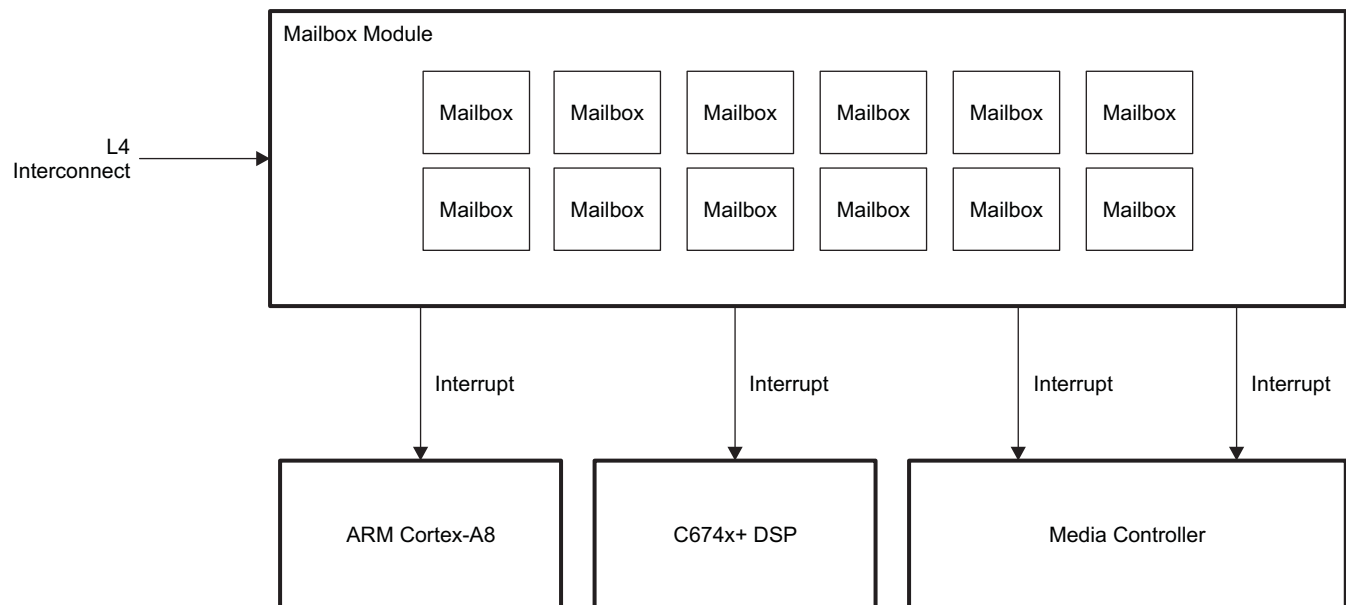 Mailbox Module
Mailbox Mailbox Mailbox Mailbox Mailbox Mailbox
L4
Interconnect
Mailbox Mailbox Mailbox Mailbox Mailbox Mailbox
Interrupt Interrupt Interrupt Interrupt
ARM Cortex-A8 C674x+ DSP Media Controller